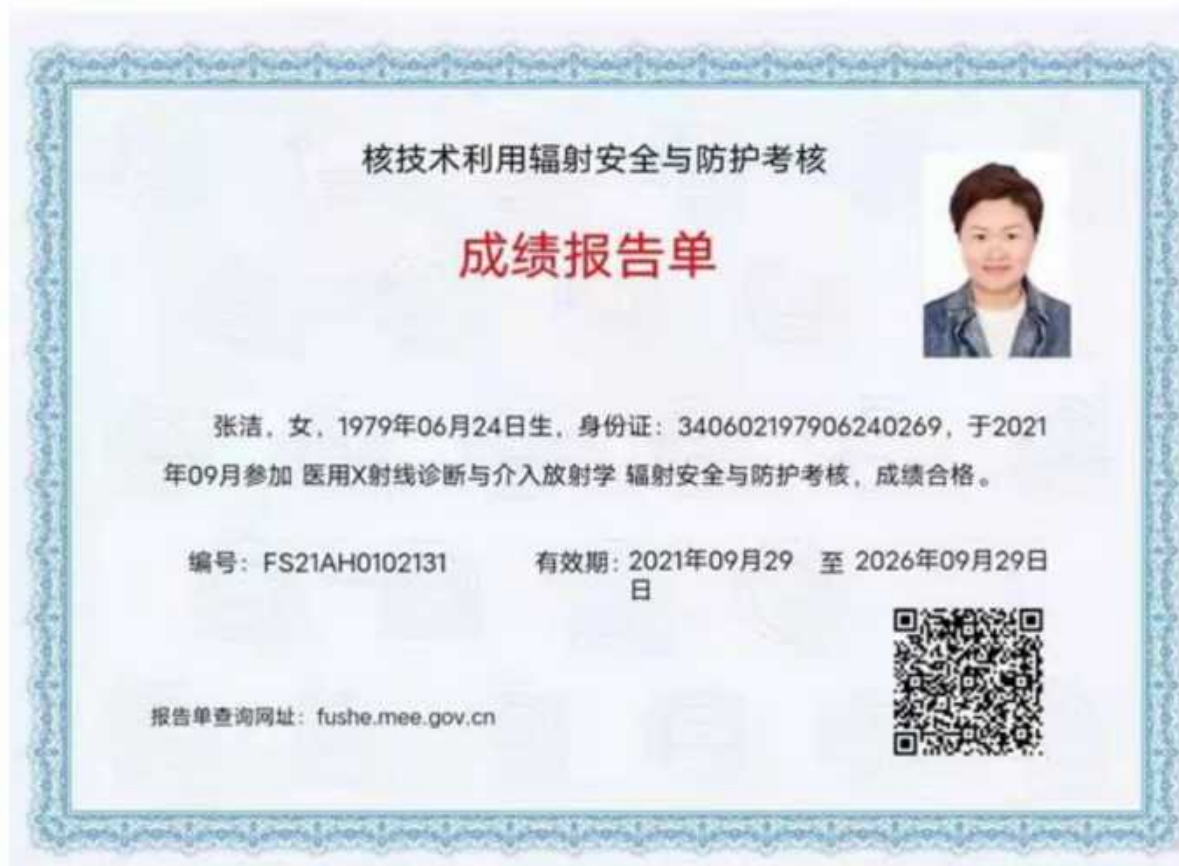 核技术利用辐射安全与防护考核
成绩报告单
张洁，女，1979年06月24日生，身份证：340602197906240269，于2021
年09月参加 医用X射线诊断与介入放射学 辐射安全与防护考核，成绩合格。
编号：FS21AH0102131 有效期：2021年09月29 至 2026年09月29日
日
报告单查询网址：fushe.mee.gov.cn